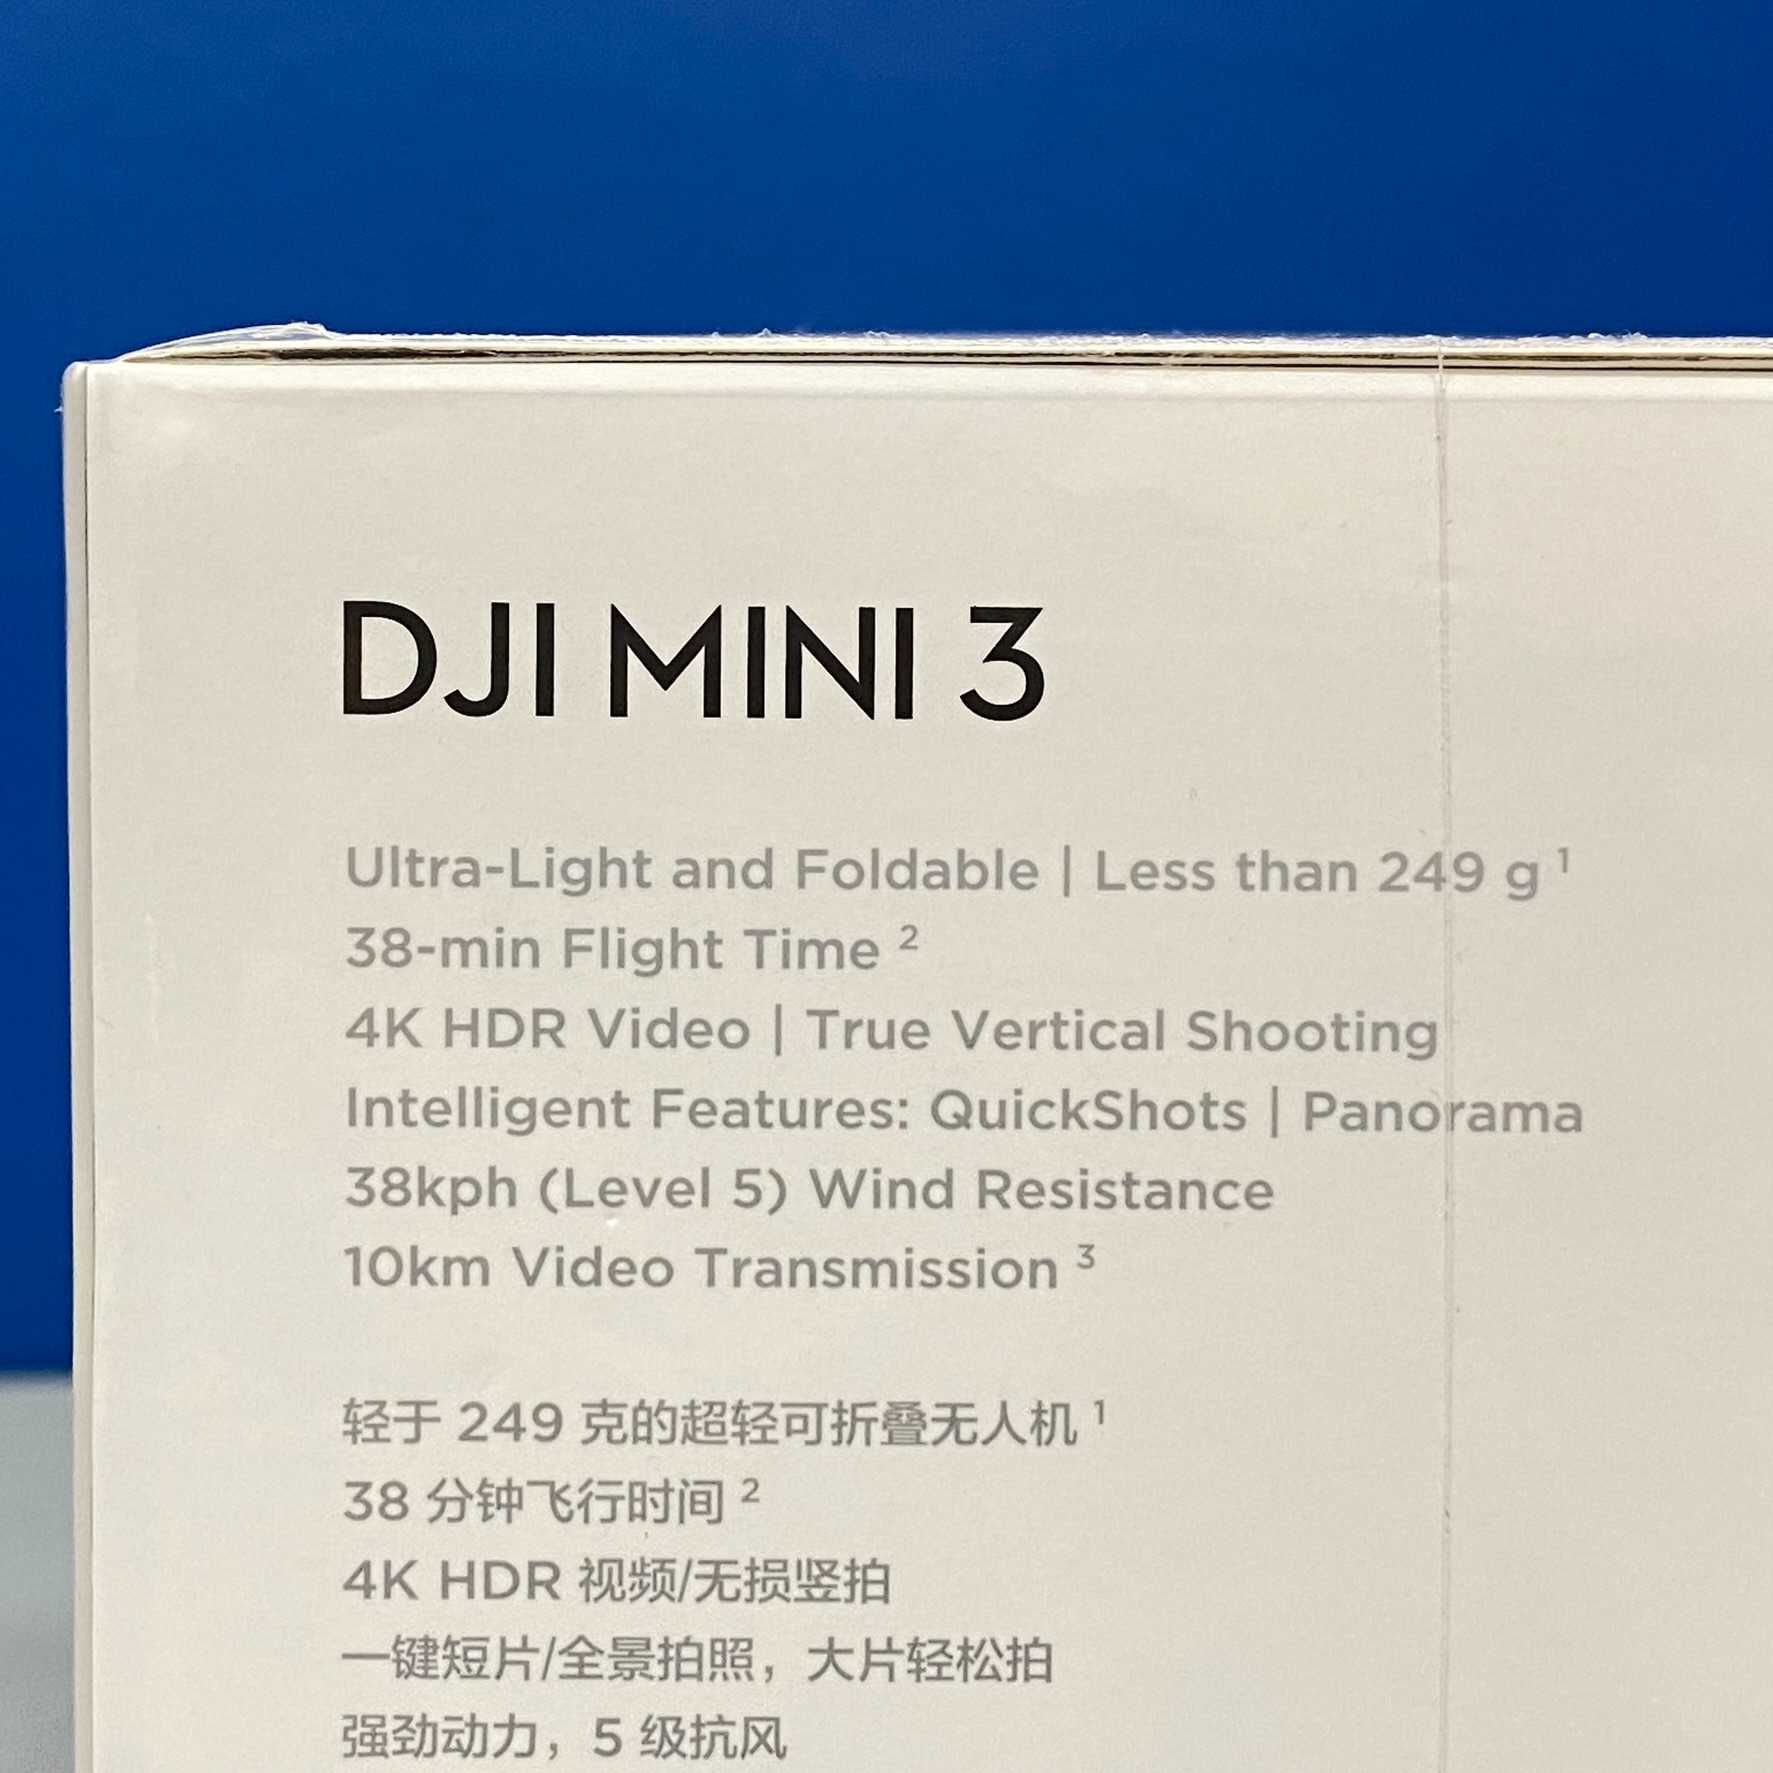 DJI MINI 3
Ultra-Light and Foldable | Less than 249 g ¹
38-min Flight Time ²
4K HDR Video | True Vertical Shooting
Intelligent Features: QuickShots | Panorama
38kph (Level 5) Wind Resistance
10km Video Transmission ³
轻于 249 克的超轻可折叠无人机 ¹
38 分钟飞行时间 ²
4K HDR 视频/无损竖拍
一键短片/全景拍照，大片轻松拍
强劲动力，5 级抗风